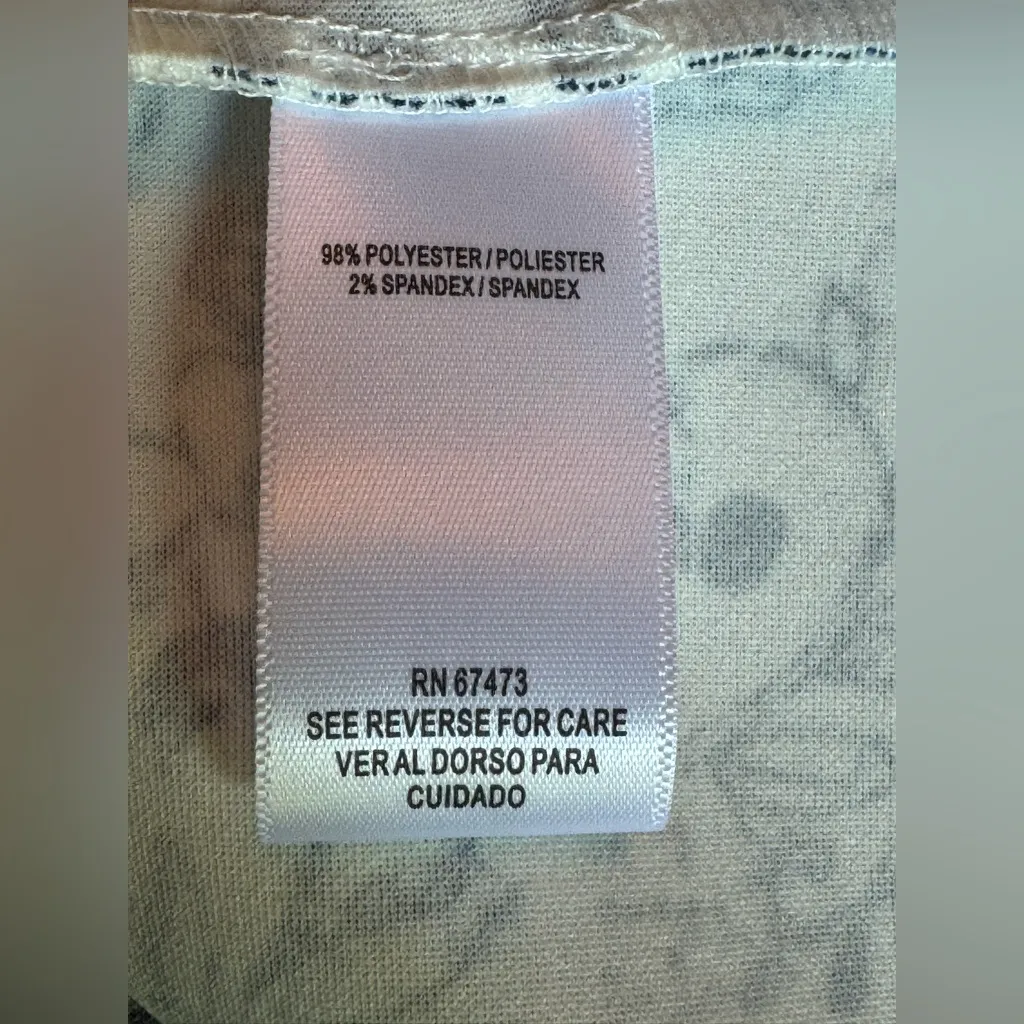 98% POLYESTER / POLIESTER
2% SPANDEX / SPANDEX
RN 67473
SEE REVERSE FOR CARE
VER AL DORSO PARA
CUIDADO